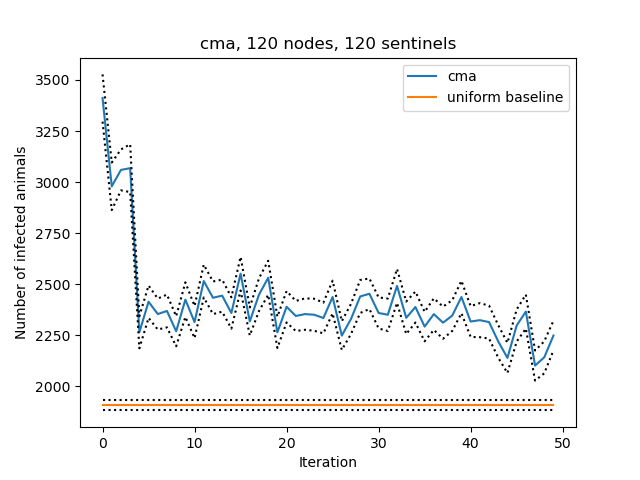 cma, 120 nodes, 120 sentinels
cma
uniform baseline
Number of infected animals
3500
3250
3000
2750
2500
2250
2000
0
10
20
30
40
50
Iteration